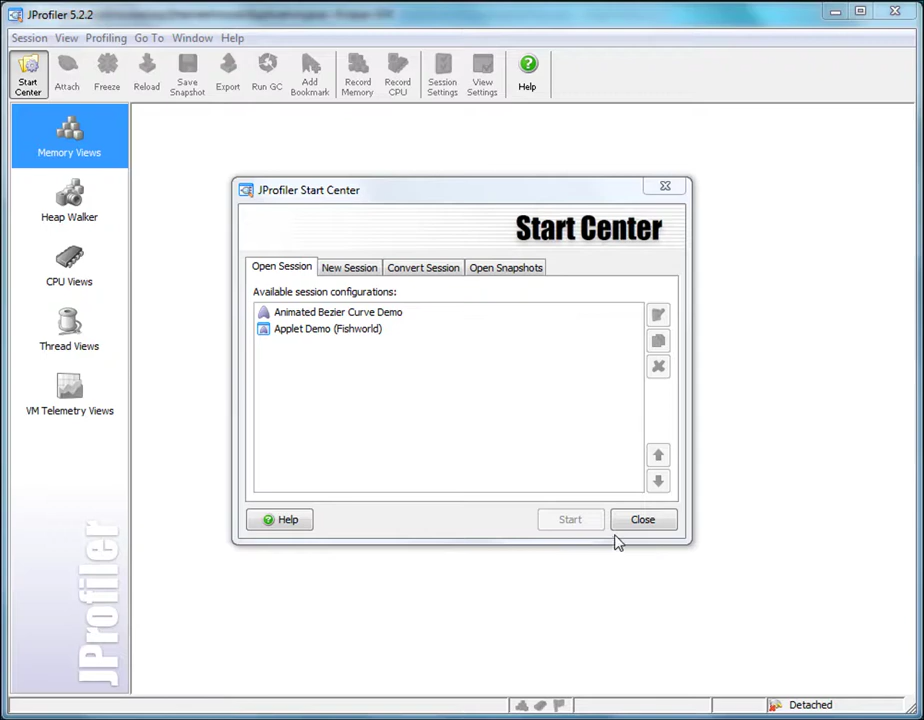 JProfiler 5.2.2
Session View Profiling Go To Window Help
Start Center
Attach
Freeze
Reload
Save Snapshot
Export
Run GC
Add Bookmark
Record Memory
Record CPU
Session Settings
View Settings
Help
Memory Views
Heap Walker
CPU Views
Thread Views
VM Telemetry Views
JProfiler
JProfiler Start Center
Start Center
Open Session New Session Convert Session Open Snapshots
Available session configurations:
Animated Bezier Curve Demo
Applet Demo (Fishworld)
Help Start Close
Detached